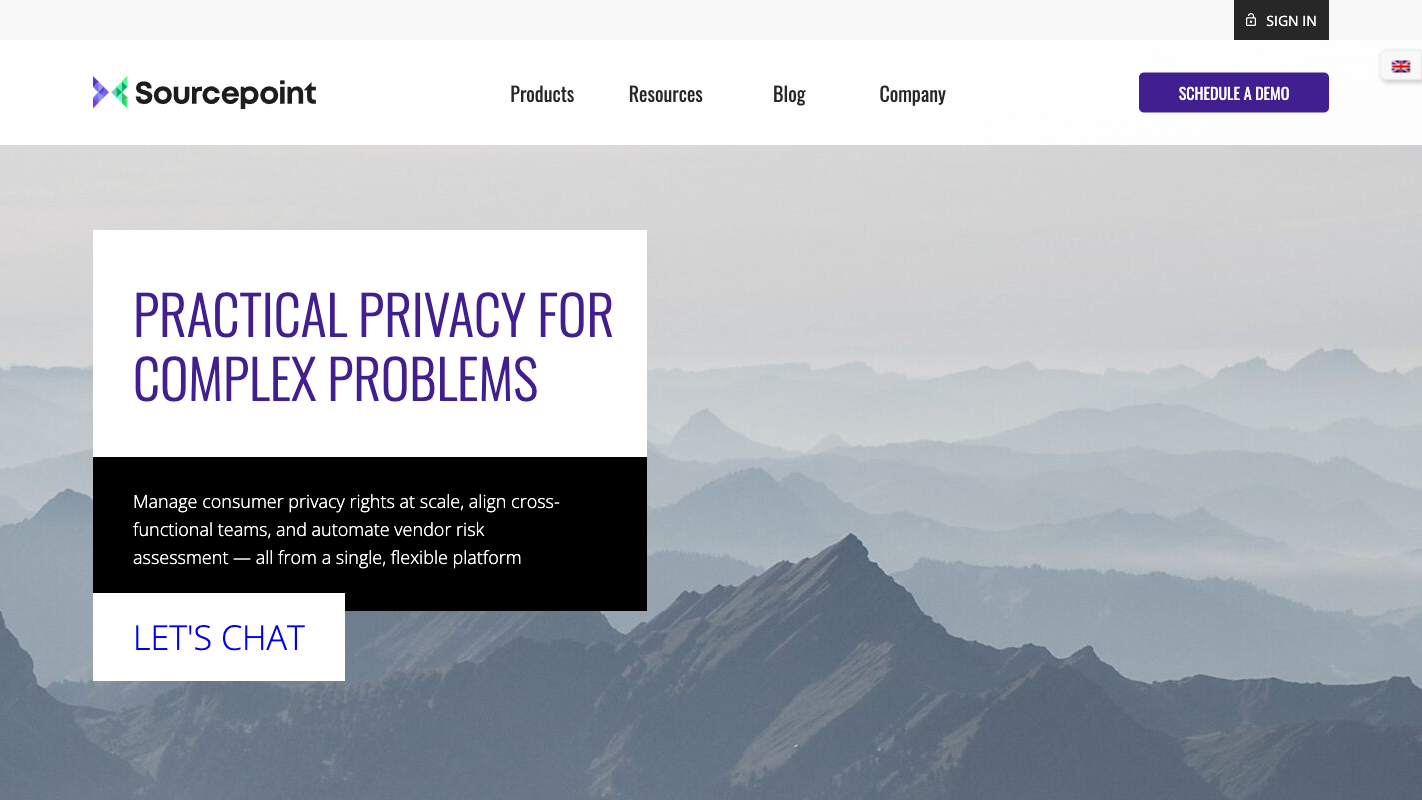 SIGN IN
Sourcepoint
Products
Resources
Blog
Company
SCHEDULE A DEMO
PRACTICAL PRIVACY FOR
COMPLEX PROBLEMS
Manage consumer privacy rights at scale, align cross-
functional teams, and automate vendor risk
assessment — all from a single, flexible platform
LET'S CHAT